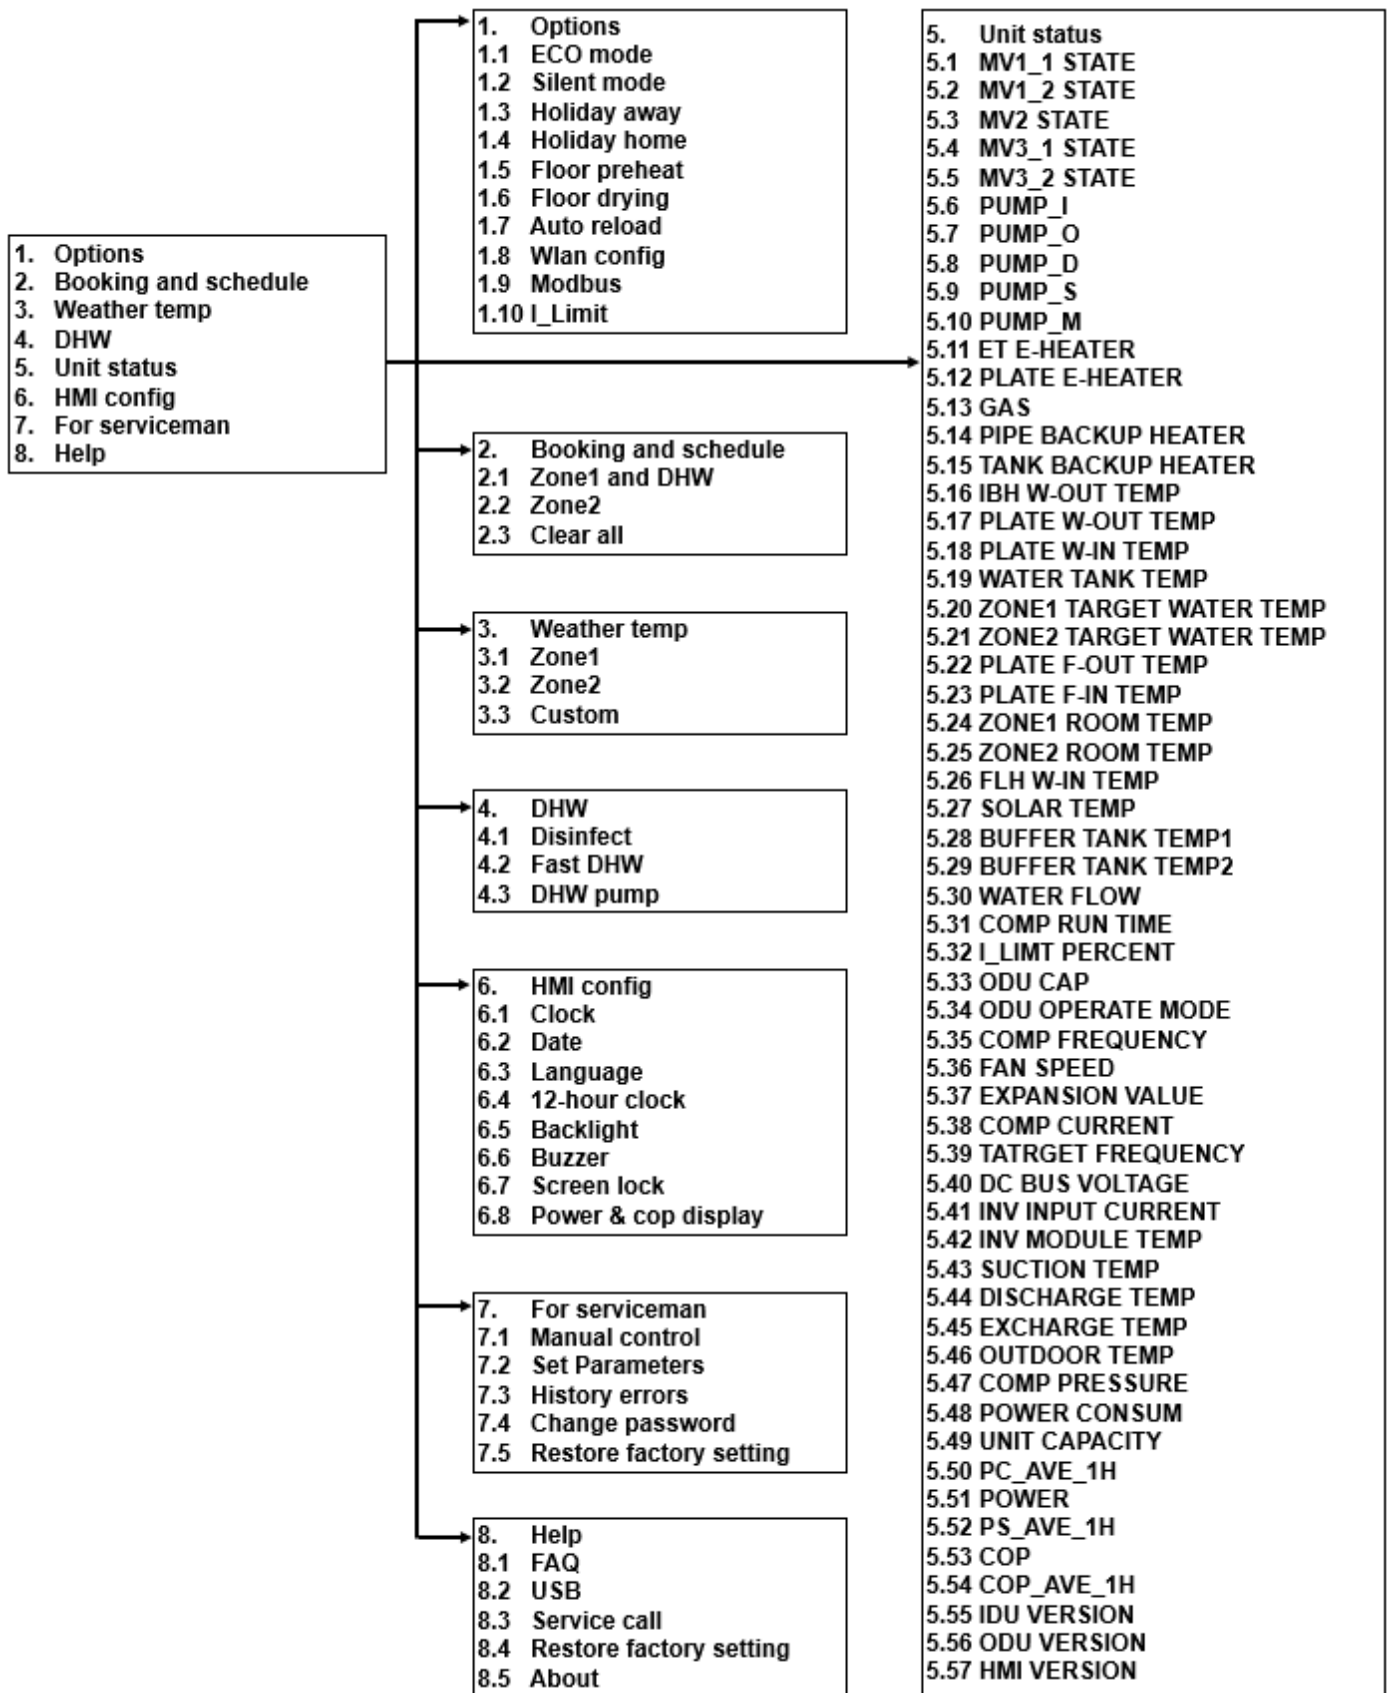 1. Options
2. Booking and schedule
3. Weather temp
4. DHW
5. Unit status
6. HMI config
7. For serviceman
8. Help
1. Options
1.1 ECO mode
1.2 Silent mode
1.3 Holiday away
1.4 Holiday home
1.5 Floor preheat
1.6 Floor drying
1.7 Auto reload
1.8 Wlan config
1.9 Modbus
1.10 I_Limit
2. Booking and schedule
2.1 Zone1 and DHW
2.2 Zone2
2.3 Clear all
3. Weather temp
3.1 Zone1
3.2 Zone2
3.3 Custom
4. DHW
4.1 Disinfect
4.2 Fast DHW
4.3 DHW pump
6. HMI config
6.1 Clock
6.2 Date
6.3 Language
6.4 12-hour clock
6.5 Backlight
6.6 Buzzer
6.7 Screen lock
6.8 Power & cop display
7. For serviceman
7.1 Manual control
7.2 Set Parameters
7.3 History errors
7.4 Change password
7.5 Restore factory setting
8. Help
8.1 FAQ
8.2 USB
8.3 Service call
8.4 Restore factory setting
8.5 About
5. Unit status
5.1 MV1_1 STATE
5.2 MV1_2 STATE
5.3 MV2 STATE
5.4 MV3_1 STATE
5.5 MV3_2 STATE
5.6 PUMP_I
5.7 PUMP_O
5.8 PUMP_D
5.9 PUMP_S
5.10 PUMP_M
5.11 ET E-HEATER
5.12 PLATE E-HEATER
5.13 GAS
5.14 PIPE BACKUP HEATER
5.15 TANK BACKUP HEATER
5.16 IBH W-OUT TEMP
5.17 PLATE W-OUT TEMP
5.18 PLATE W-IN TEMP
5.19 WATER TANK TEMP
5.20 ZONE1 TARGET WATER TEMP
5.21 ZONE2 TARGET WATER TEMP
5.22 PLATE F-OUT TEMP
5.23 PLATE F-IN TEMP
5.24 ZONE1 ROOM TEMP
5.25 ZONE2 ROOM TEMP
5.26 FLH W-IN TEMP
5.27 SOLAR TEMP
5.28 BUFFER TANK TEMP1
5.29 BUFFER TANK TEMP2
5.30 WATER FLOW
5.31 COMP RUN TIME
5.32 I_LIMT PERCENT
5.33 ODU CAP
5.34 ODU OPERATE MODE
5.35 COMP FREQUENCY
5.36 FAN SPEED
5.37 EXPANSION VALUE
5.38 COMP CURRENT
5.39 TATRGET FREQUENCY
5.40 DC BUS VOLTAGE
5.41 INV INPUT CURRENT
5.42 INV MODULE TEMP
5.43 SUCTION TEMP
5.44 DISCHARGE TEMP
5.45 EXCHARGE TEMP
5.46 OUTDOOR TEMP
5.47 COMP PRESSURE
5.48 POWER CONSUM
5.49 UNIT CAPACITY
5.50 PC_AVE_1H
5.51 POWER
5.52 PS_AVE_1H
5.53 COP
5.54 COP_AVE_1H
5.55 IDU VERSION
5.56 ODU VERSION
5.57 HMI VERSION